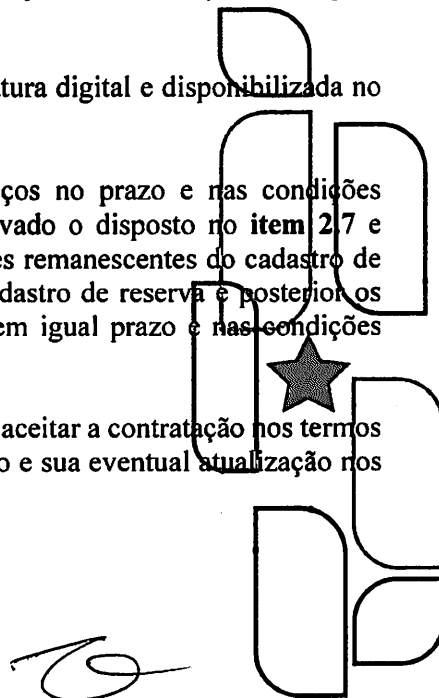 tura digital e disponibilizada no
ços no prazo e nas condições
vado o disposto no item 2.7 e
es remanescentes do cadastro de
dastro de reserva e posterior os
em igual prazo e nas condições
aceitar a contratação nos termos
o e sua eventual atualização nos